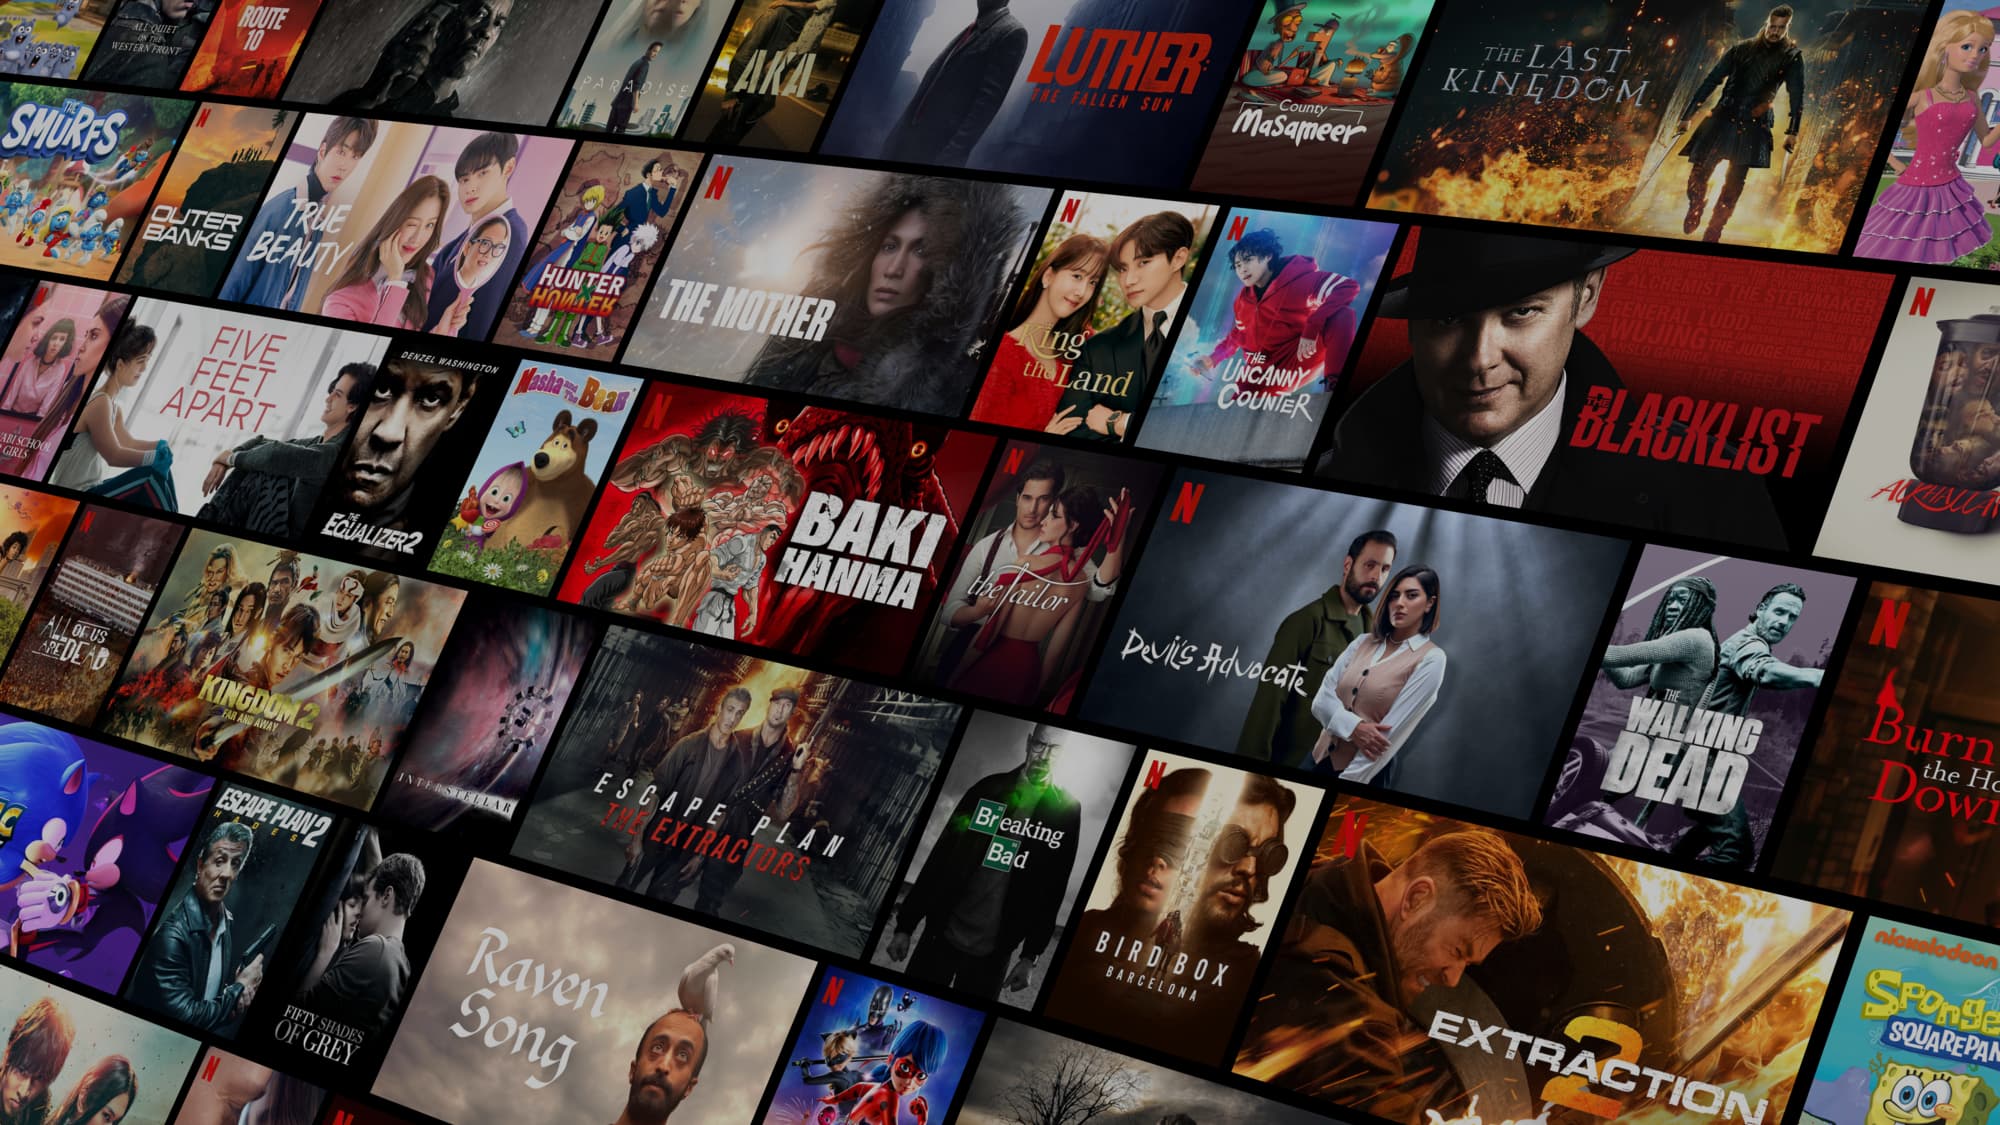 ALL QUIET
ON THE
WESTERN FRONT
ROUTE
10
PARADISE
AKA
LUTHER:
THE FALLEN SUN
County
Masameer
THE LAST
KINGDOM
THE
SMURFS
N
OUTER
BANKS
TRUE
BEAUTY
HUNTER
HUNTER
N
THE MOTHER
N
King
the Land
N
THE
UNCANNY
COUNTER
THE
BLACKLIST
N
SCHOOL
GIRLS
FIVE
FEET
APART
DENZEL WASHINGTON
THE
EQUALIZER 2
Masha and The Bear
N
BAKI
HANMA
N
the Tailor
N
Devil's Advocate
THE
WALKING
DEAD
N
Burn
the Ho
Down
N
ALL OF US
ARE DEAD
KINGDOM 2
FAR AND AWAY
INTERSTELLAR
ESCAPE PLAN
THE EXTRACTORS
Breaking
Bad
N
BIRD BOX
BARCELONA
N
EXTRACTION
2
nickelodeon
Sponge
SQUAREPAN
ESCAPE PLAN 2
HADES
FIFTY SHADES
OF GREY
Raven
Song
N
N
N